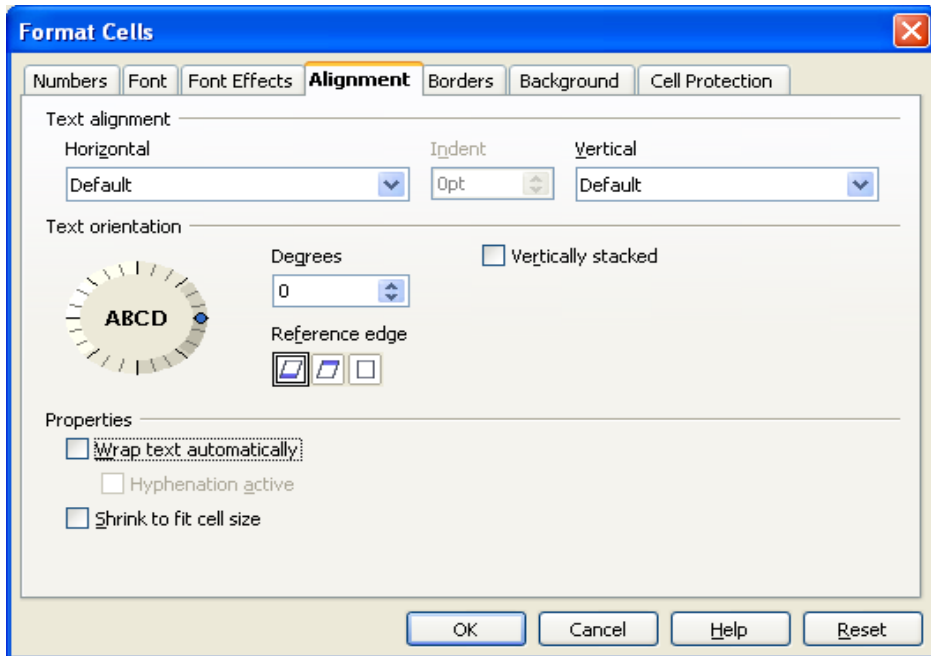 Format Cells
Numbers Font Font Effects Alignment Borders Background Cell Protection
Text alignment
Horizontal Indent Vertical
Default 0pt Default
Text orientation
Degrees Vertically stacked
0
ABCD
Reference edge
Properties
Wrap text automatically
Hyphenation active
Shrink to fit cell size
OK Cancel Help Reset